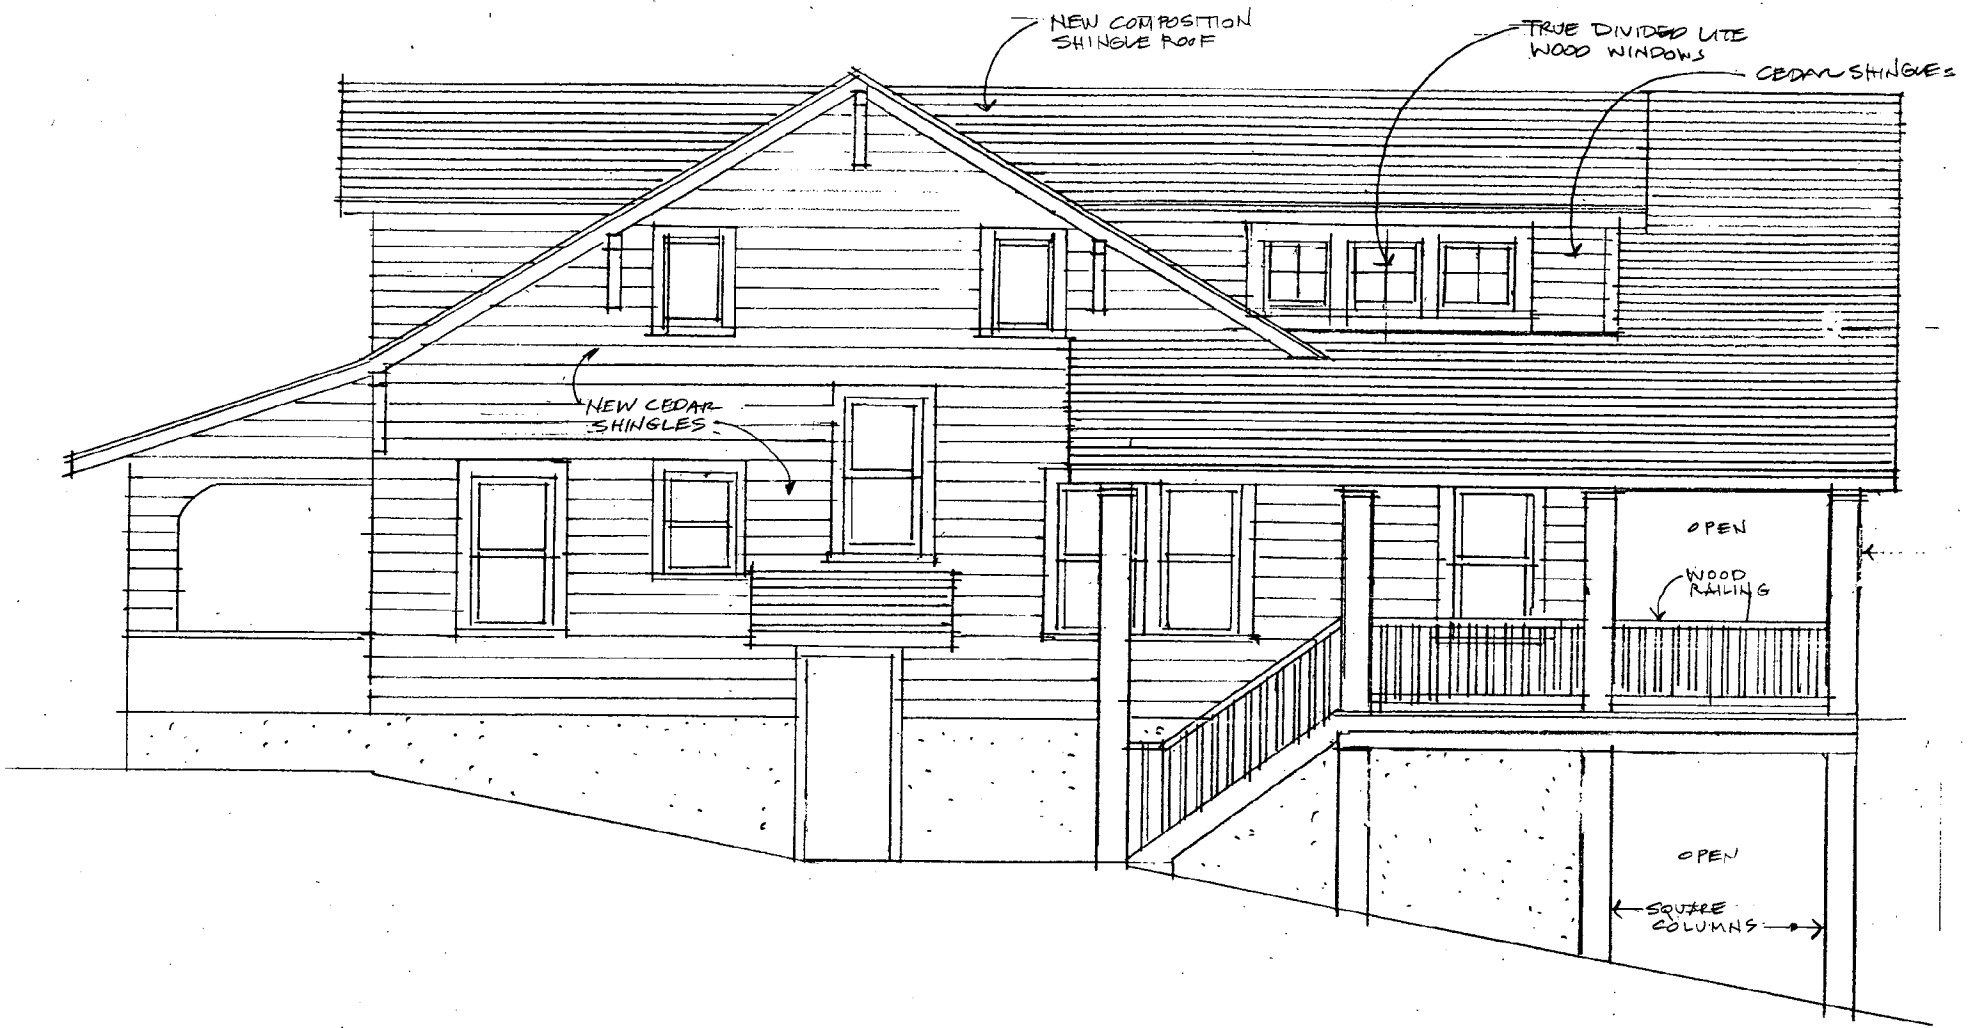 NEW COMPOSITION
SHINGLE ROOF
TRUE DIVIDED LITE
WOOD WINDOWS
CEDAR SHINGLES
NEW CEDAR
SHINGLES
OPEN
WOOD
RAILING
OPEN
SQUARE
COLUMNS